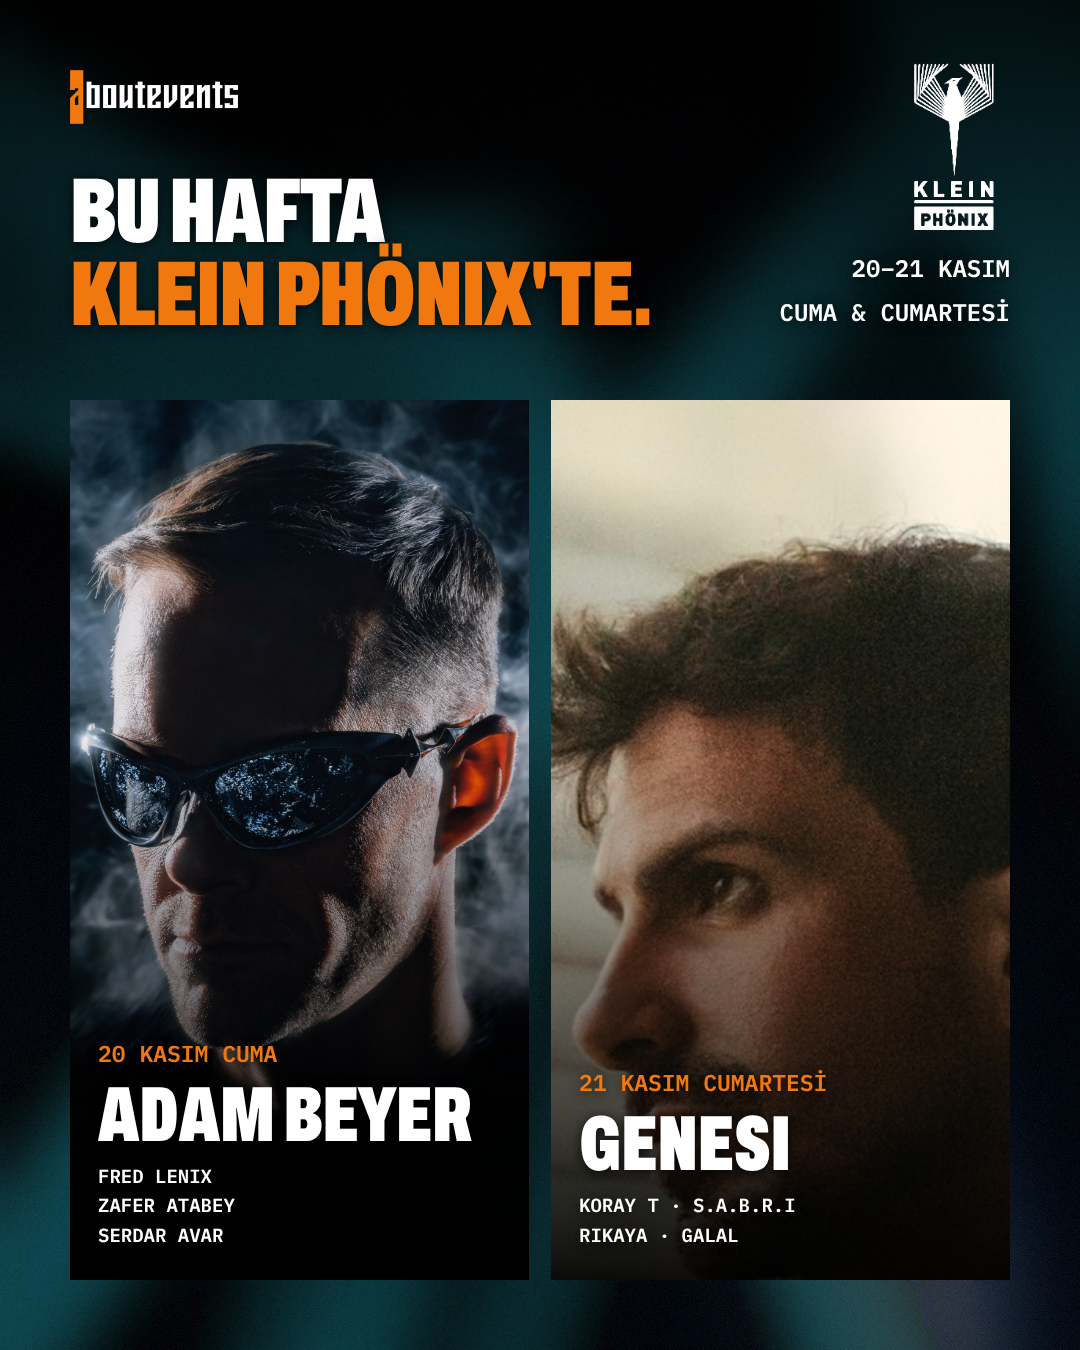 aboutevents
KLEIN
PHÖNIX
BU HAFTA
KLEIN PHÖNIX'TE.
20–21 KASIM
CUMA & CUMARTESİ
20 KASIM CUMA
ADAM BEYER
FRED LENIX
ZAFER ATABEY
SERDAR AVAR
21 KASIM CUMARTESİ
GENESI
KORAY T · S.A.B.R.I
RIKAYA · GALAL